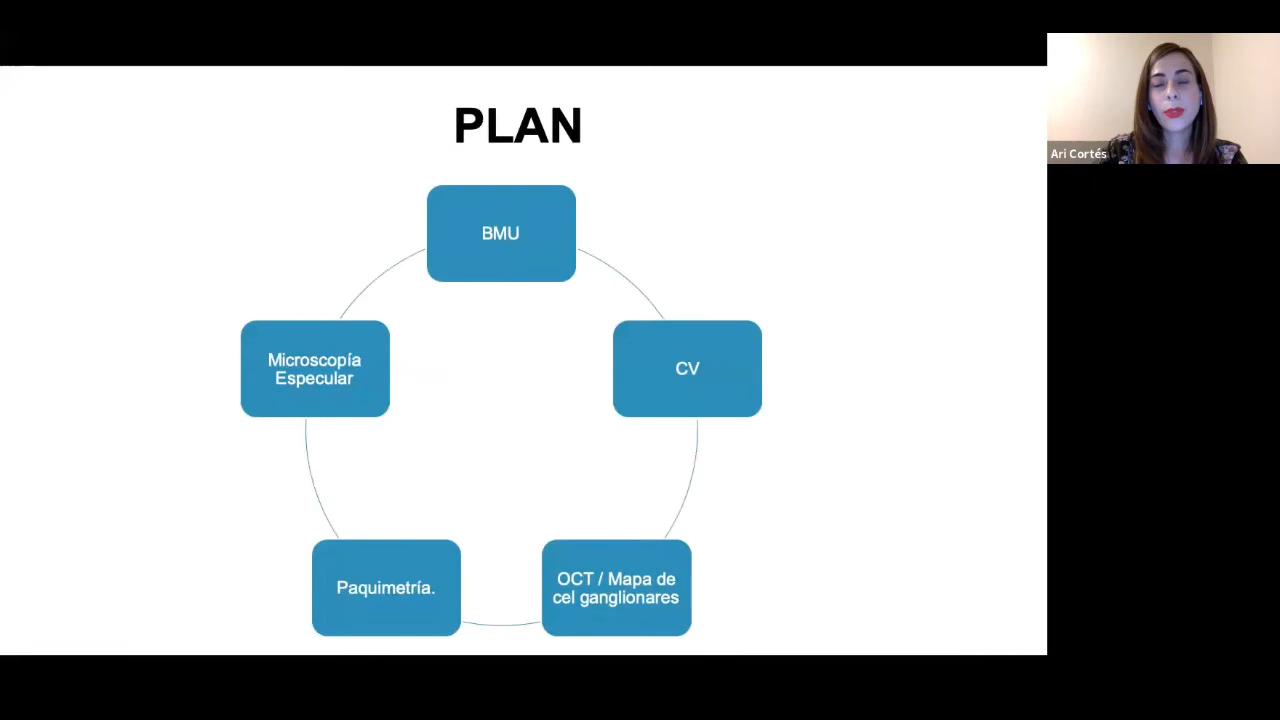 PLAN
BMU
Microscopía
Especular
CV
Paquimetría.
OCT / Mapa de
cel ganglionares
Ari Cortés